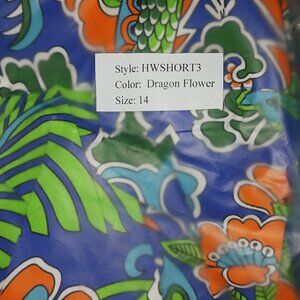 Style: HWSHORT3
Color: Dragon Flower
Size: 14